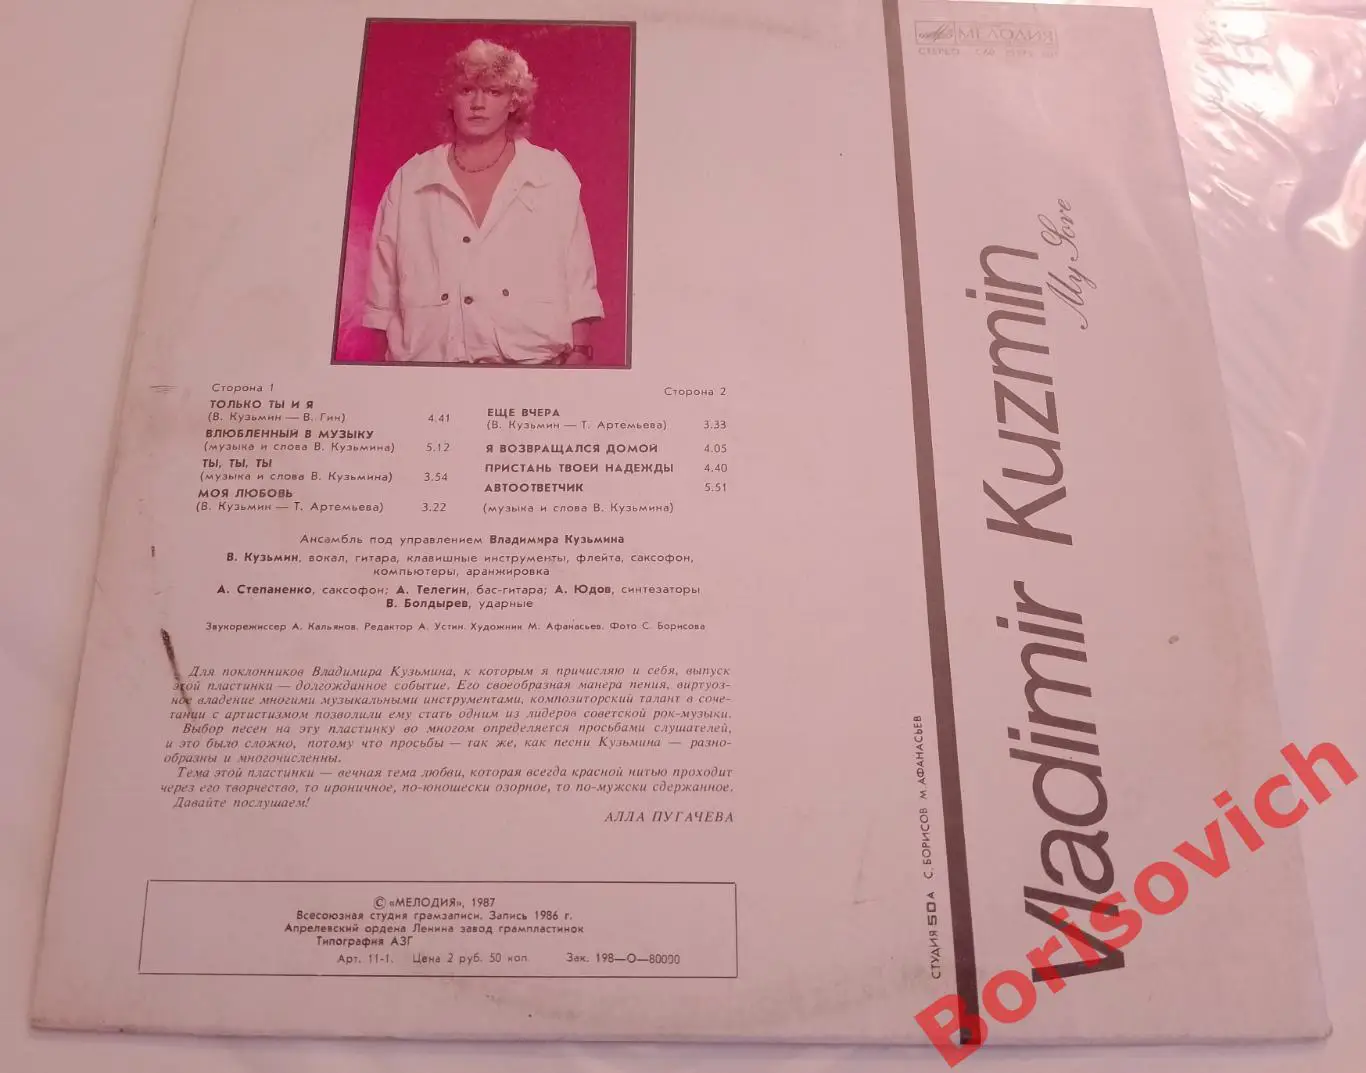 МЕЛОДИЯ
СТЕРЕО
Сторона 1
ТОЛЬКО ТЫ И Я
(В. Кузьмин — В. Гин) 4.41
ВЛЮБЛЕННЫЙ В МУЗЫКУ
(музыка и слова В. Кузьмина) 5.12
ТЫ, ТЫ, ТЫ
(музыка и слова В. Кузьмина) 3.54
МОЯ ЛЮБОВЬ
(В. Кузьмин — Т. Артемьева) 3.22
Сторона 2
ЕЩЕ ВЧЕРА
(В. Кузьмин — Т. Артемьева) 3.33
Я ВОЗВРАЩАЛСЯ ДОМОЙ 4.05
ПРИСТАНЬ ТВОЕЙ НАДЕЖДЫ 4.40
АВТООТВЕТЧИК 5.51
(музыка и слова В. Кузьмина)
Ансамбль под управлением Владимира Кузьмина
В. Кузьмин, вокал, гитара, клавишные инструменты, флейта, саксофон,
компьютеры, аранжировка
А. Степаненко, саксофон; А. Телегин, бас-гитара; А. Юдов, синтезаторы
В. Болдырев, ударные
Звукорежиссер А. Кальянов. Редактор А. Устин. Художник М. Афанасьев. Фото С. Борисова
Для поклонников Владимира Кузьмина, к которым я причисляю и себя, выпуск
этой пластинки — долгожданное событие. Его своеобразная манера пения, виртуоз-
ное владение многими музыкальными инструментами, композиторский талант в соче-
тании с артистизмом позволили ему стать одним из лидеров советской рок-музыки.
Выбор песен на эту пластинку во многом определяется просьбами слушателей,
и это было сложно, потому что просьбы — так же, как песни Кузьмина — разно-
образны и многочисленны.
Тема этой пластинки — вечная тема любви, которая всегда красной нитью проходит
через его творчество, то ироничное, по-юношески озорное, то по-мужски сдержанное.
Давайте послушаем!
АЛЛА ПУГАЧЕВА
© «МЕЛОДИЯ», 1987
Всесоюзная студия грамзаписи. Запись 1986 г.
Апрелевский ордена Ленина завод грампластинок
Типография АЗГ
Арт. 11-1. Цена 2 руб. 50 коп. Зак. 198—О—80000
СТУДИЯ 50А С. БОРИСОВ М. АФАНАСЬЕВ
Vladimir Kuzmin
My Love
Borisovich